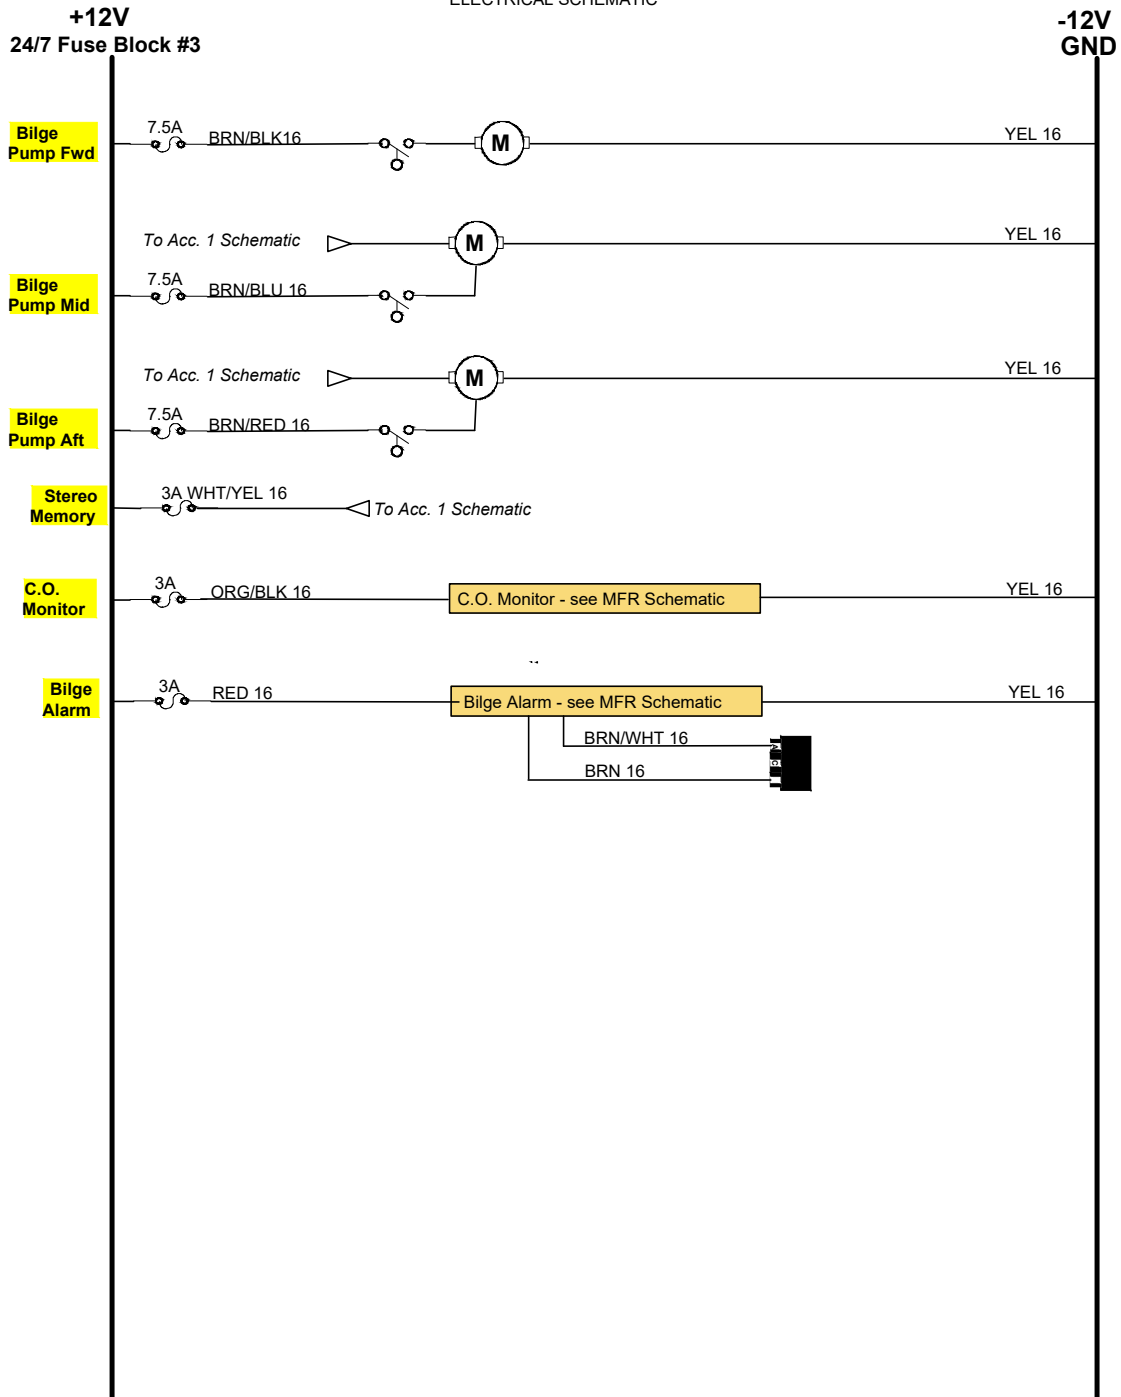 ELECTRICAL SCHEMATIC
+12V
24/7 Fuse Block #3
-12V
GND
Bilge
Pump Fwd
7.5A
BRN/BLK16
M
YEL 16
To Acc. 1 Schematic
M
YEL 16
Bilge
Pump Mid
7.5A
BRN/BLU 16
To Acc. 1 Schematic
M
YEL 16
Bilge
Pump Aft
7.5A
BRN/RED 16
Stereo
Memory
3A WHT/YEL 16
To Acc. 1 Schematic
C.O.
Monitor
3A
ORG/BLK 16
C.O. Monitor - see MFR Schematic
YEL 16
Bilge
Alarm
3A
RED 16
Bilge Alarm - see MFR Schematic
YEL 16
BRN/WHT 16
BRN 16